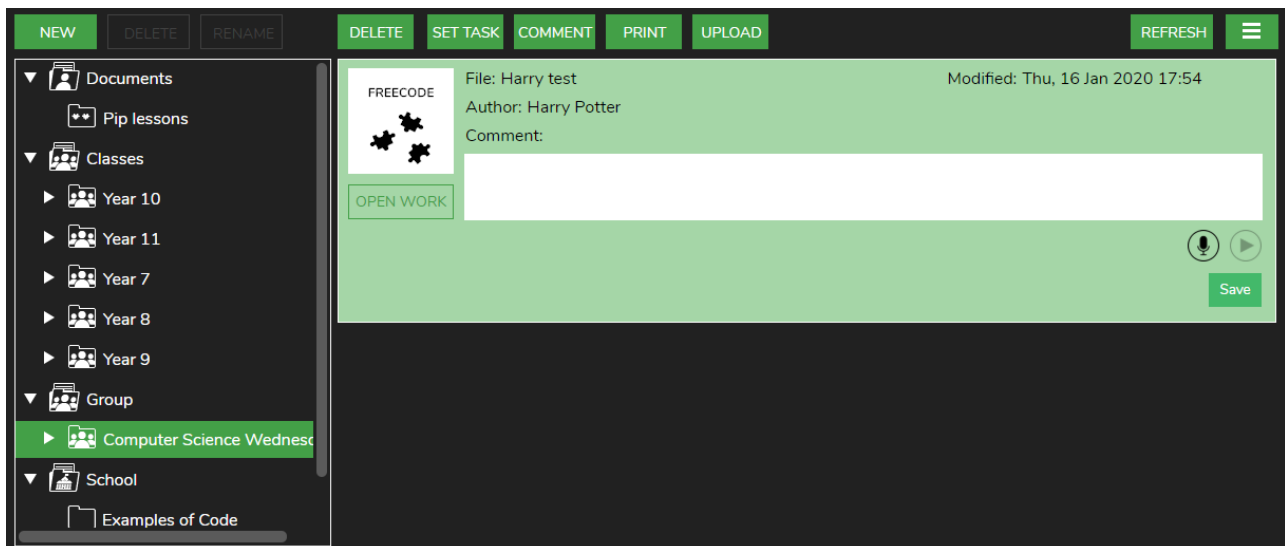 NEW DELETE RENAME DELETE SET TASK COMMENT PRINT UPLOAD REFRESH
Documents
Pip lessons
Classes
Year 10
Year 11
Year 7
Year 8
Year 9
Group
Computer Science Wednesd
School
Examples of Code
FREECODE
OPEN WORK
File: Harry test Modified: Thu, 16 Jan 2020 17:54
Author: Harry Potter
Comment:
Save